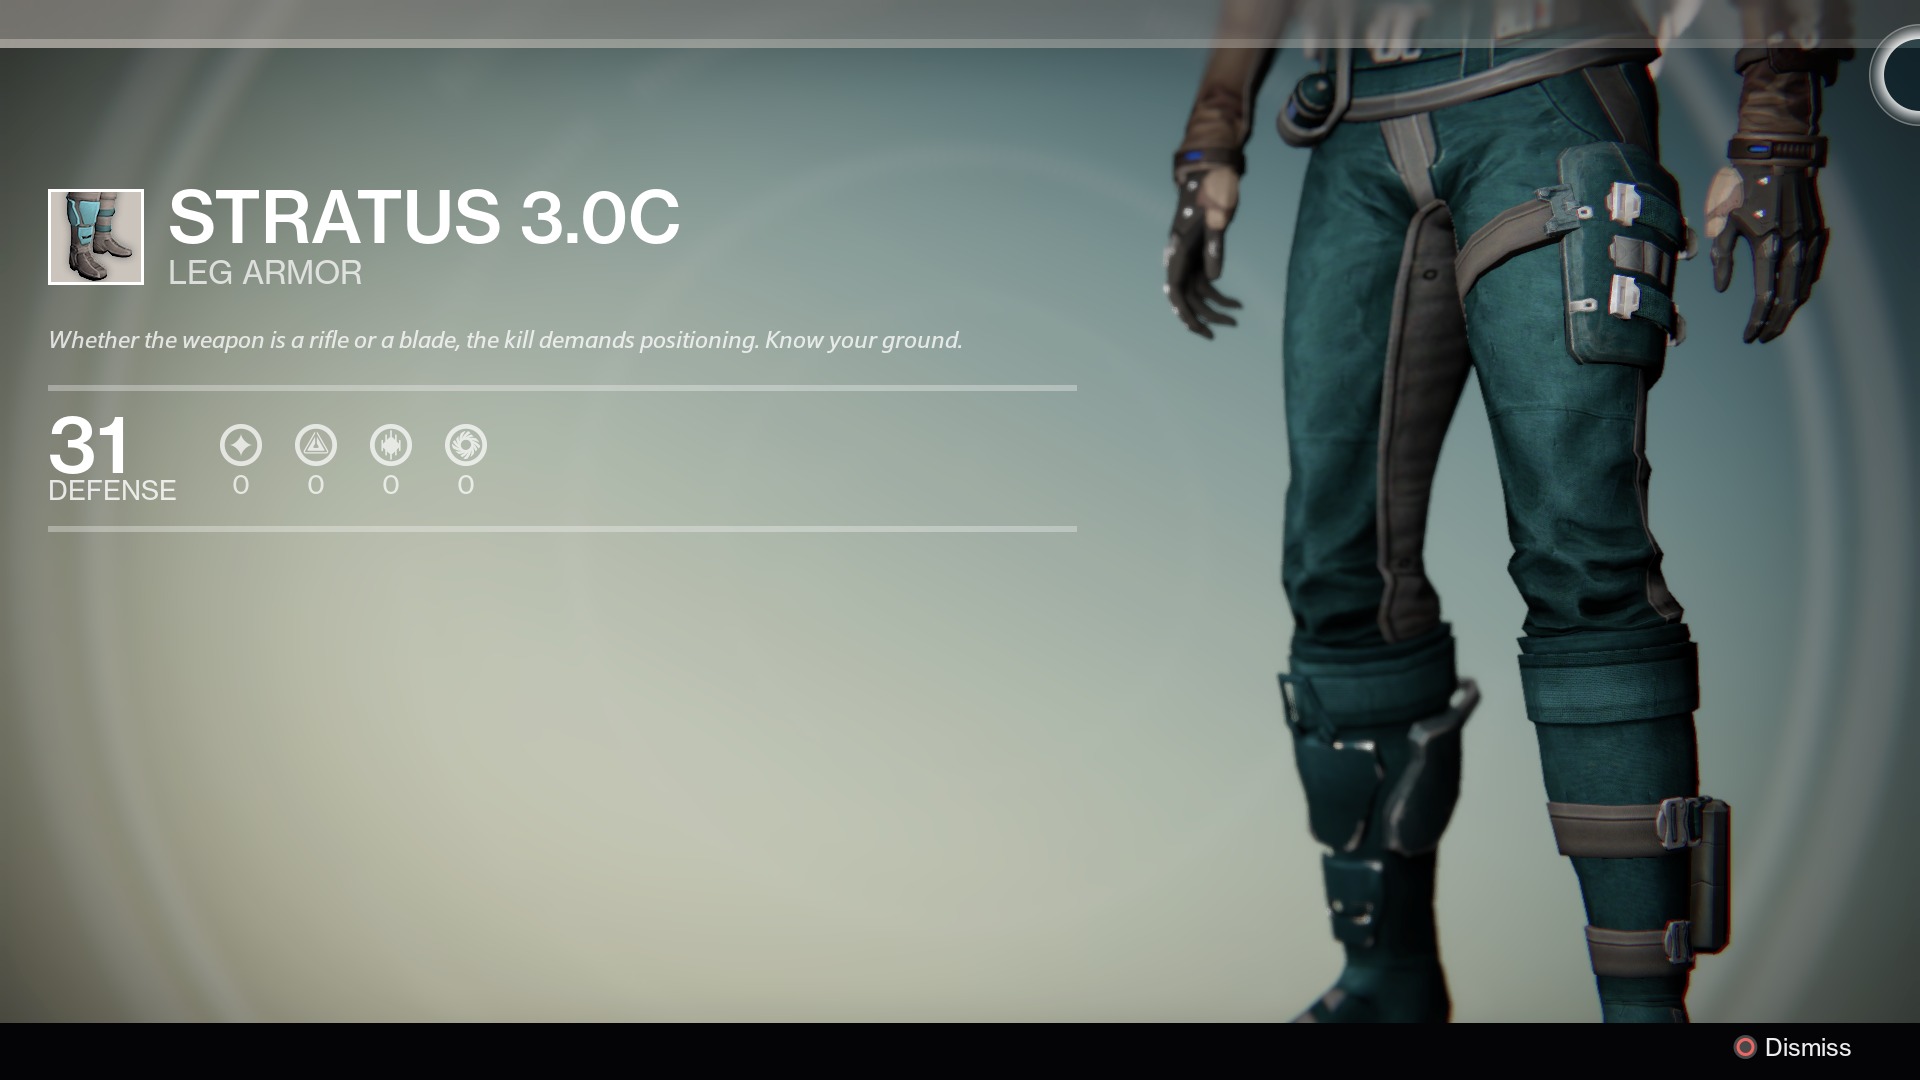 STRATUS 3.0C
LEG ARMOR
Whether the weapon is a rifle or a blade, the kill demands positioning. Know your ground.
31
DEFENSE
0 0 0 0
Dismiss